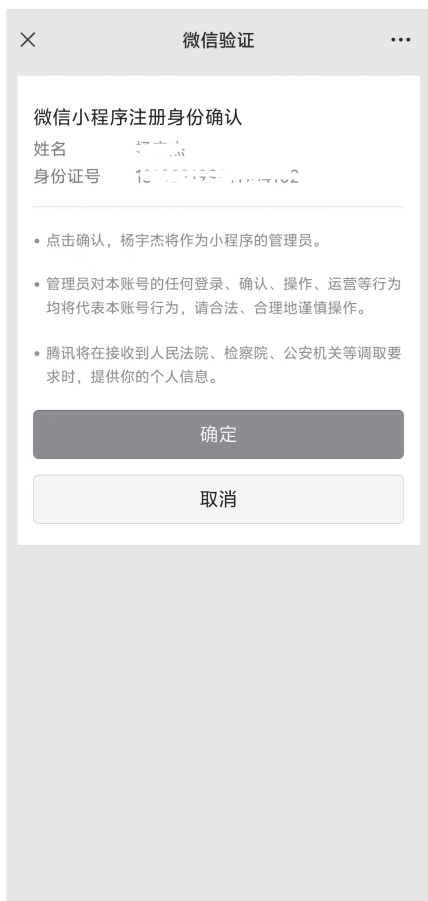 微信验证
微信小程序注册身份确认
姓名
身份证号
• 点击确认，杨宇杰将作为小程序的管理员。
• 管理员对本账号的任何登录、确认、操作、运营等行为
均将代表本账号行为，请合法、合理地谨慎操作。
• 腾讯将在接收到人民法院、检察院、公安机关等调取要
求时，提供你的个人信息。
确定
取消